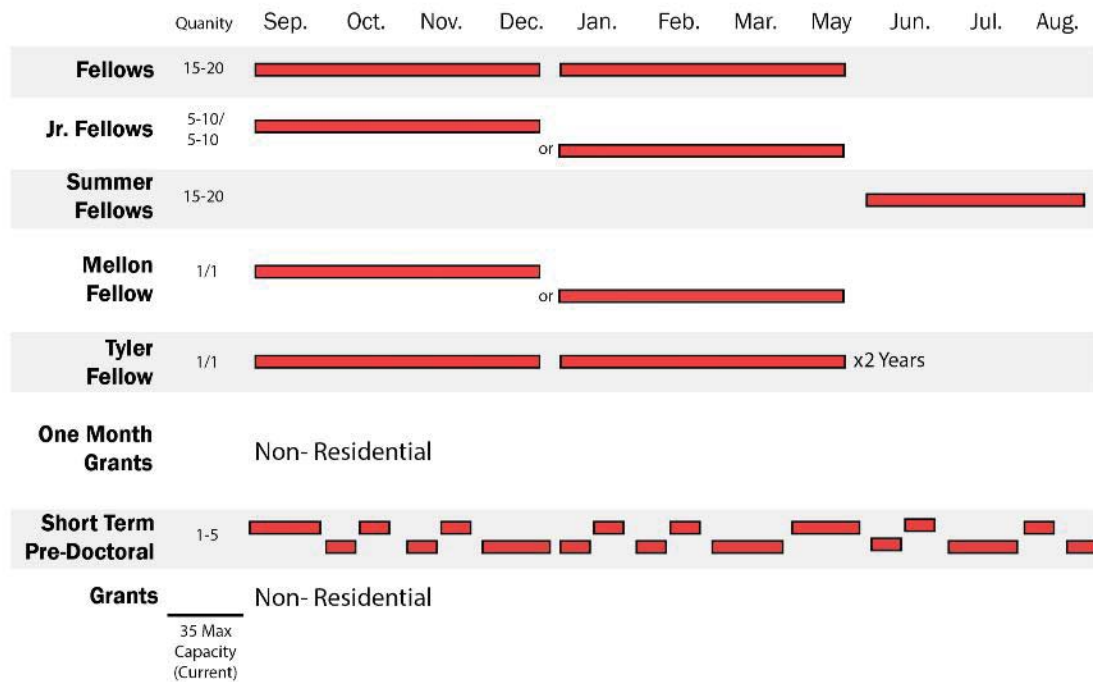 Quanity Sep. Oct. Nov. Dec. Jan. Feb. Mar. May Jun. Jul. Aug.
Fellows 15-20
Jr. Fellows 5-10/
5-10
or
Summer
Fellows 15-20
Mellon
Fellow 1/1
or
Tyler
Fellow 1/1 x2 Years
One Month
Grants Non- Residential
Short Term
Pre-Doctoral 1-5
Grants Non- Residential
35 Max
Capacity
(Current)